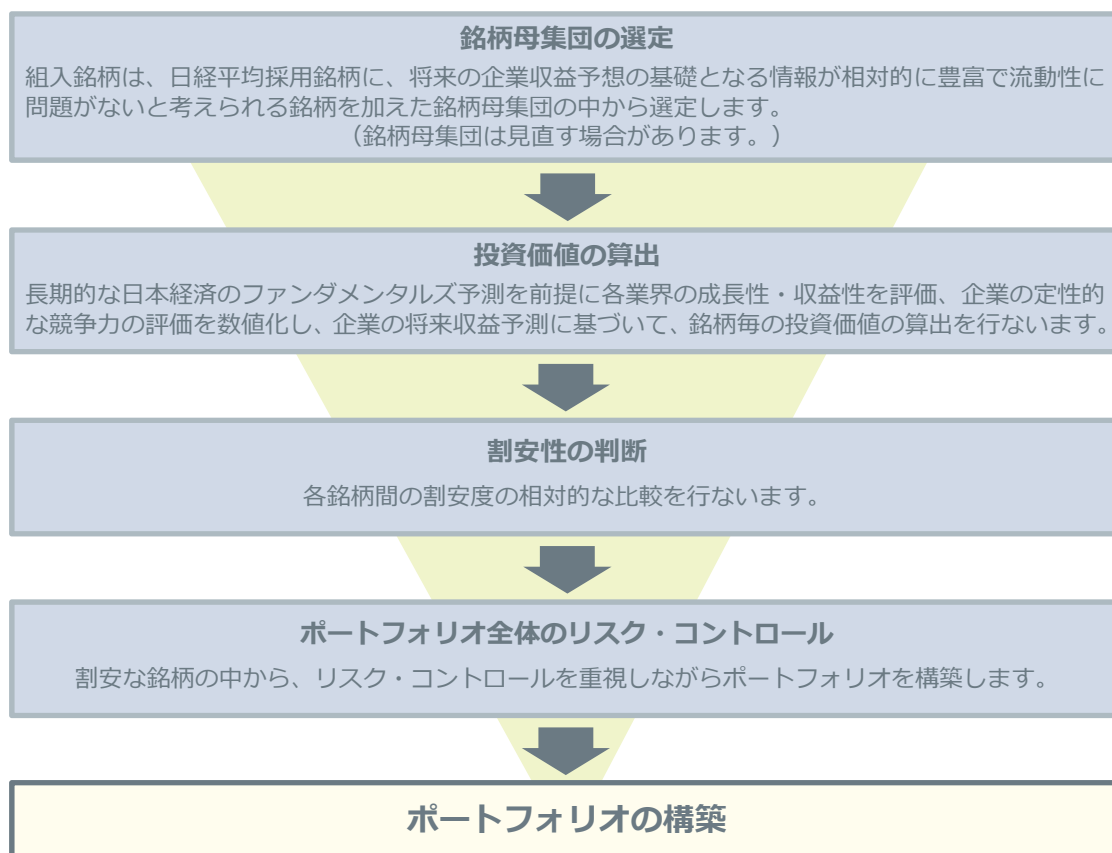 銘柄母集団の選定
組入銘柄は、日経平均採用銘柄に、将来の企業収益予想の基礎となる情報が相対的に豊富で流動性に
問題がないと考えられる銘柄を加えた銘柄母集団の中から選定します。
（銘柄母集団は見直す場合があります。）
投資価値の算出
長期的な日本経済のファンダメンタルズ予測を前提に各業界の成長性・収益性を評価、企業の定性的
な競争力の評価を数値化し、企業の将来収益予測に基づいて、銘柄毎の投資価値の算出を行ないます。
割安性の判断
各銘柄間の割安度の相対的な比較を行ないます。
ポートフォリオ全体のリスク・コントロール
割安な銘柄の中から、リスク・コントロールを重視しながらポートフォリオを構築します。
ポートフォリオの構築